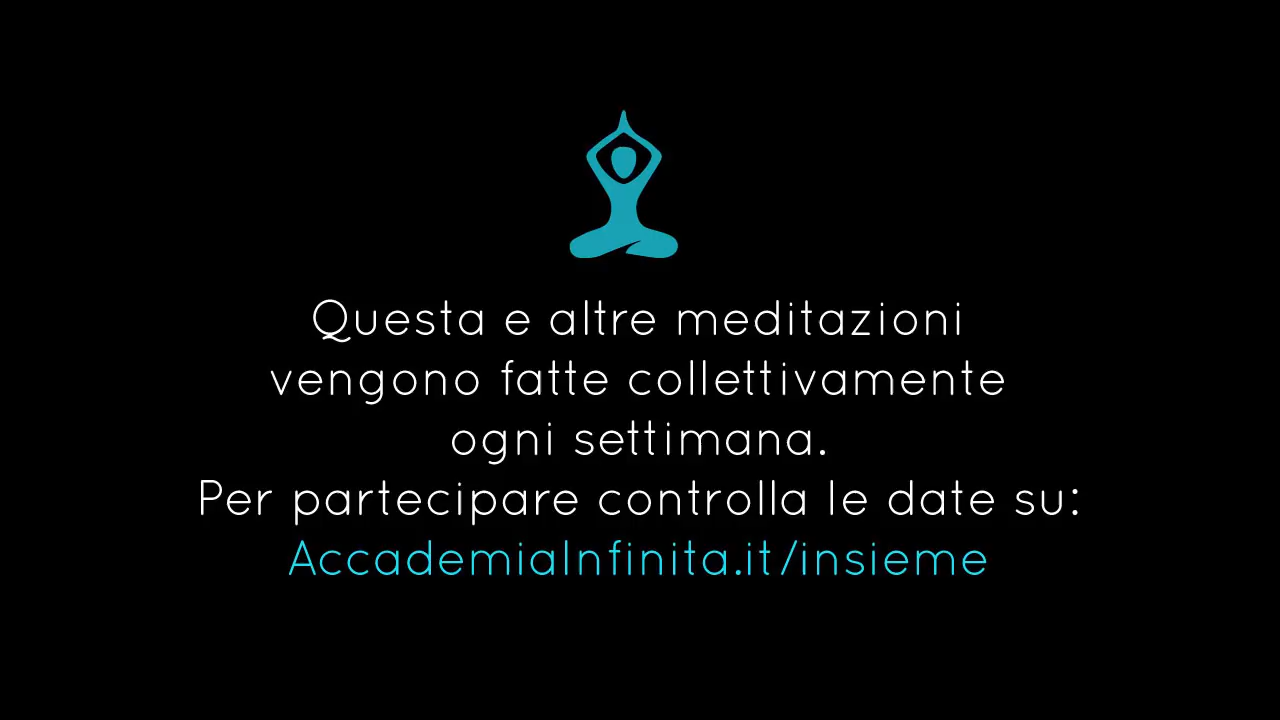 Questa e altre meditazioni
vengono fatte collettivamente
ogni settimana.
Per partecipare controlla le date su:
AccademiaInfinita.it/insieme